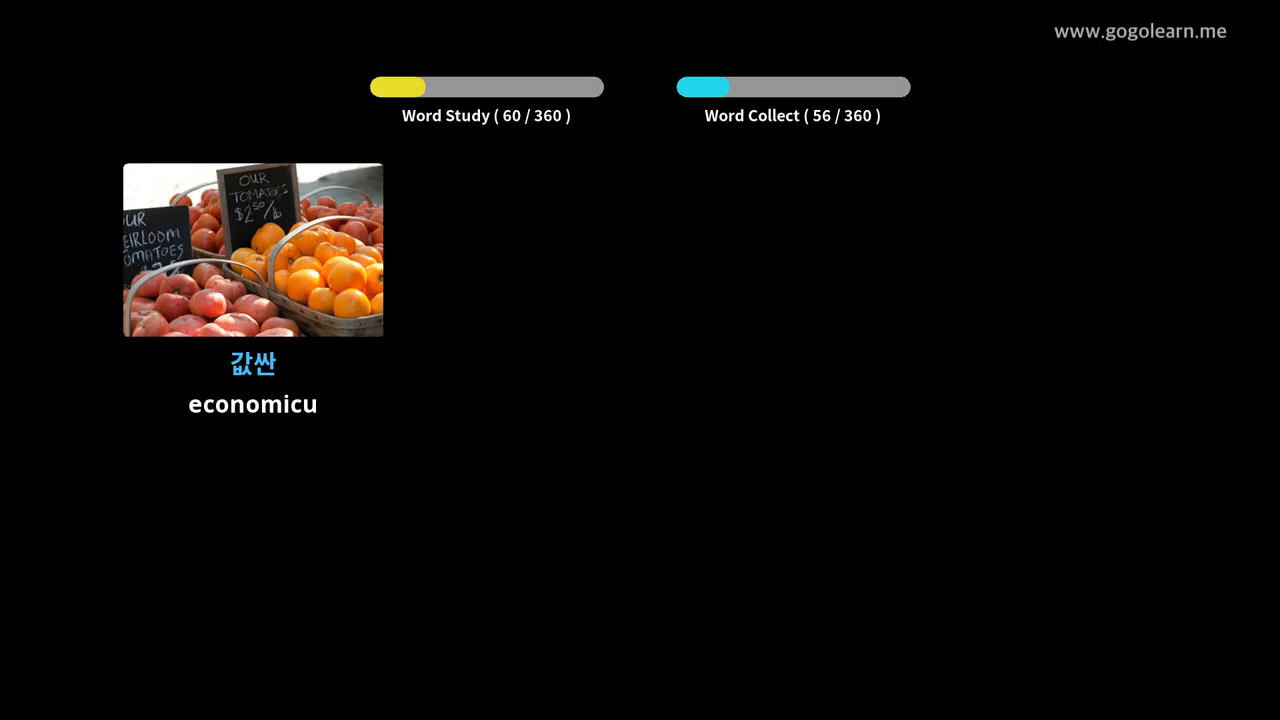 www.gogolearn.me
Word Study ( 60 / 360 )
Word Collect ( 56 / 360 )
OUR
TOMATOES
$2.50/lb
UR
EIRLOOM
OMATOES
값싼
economicu